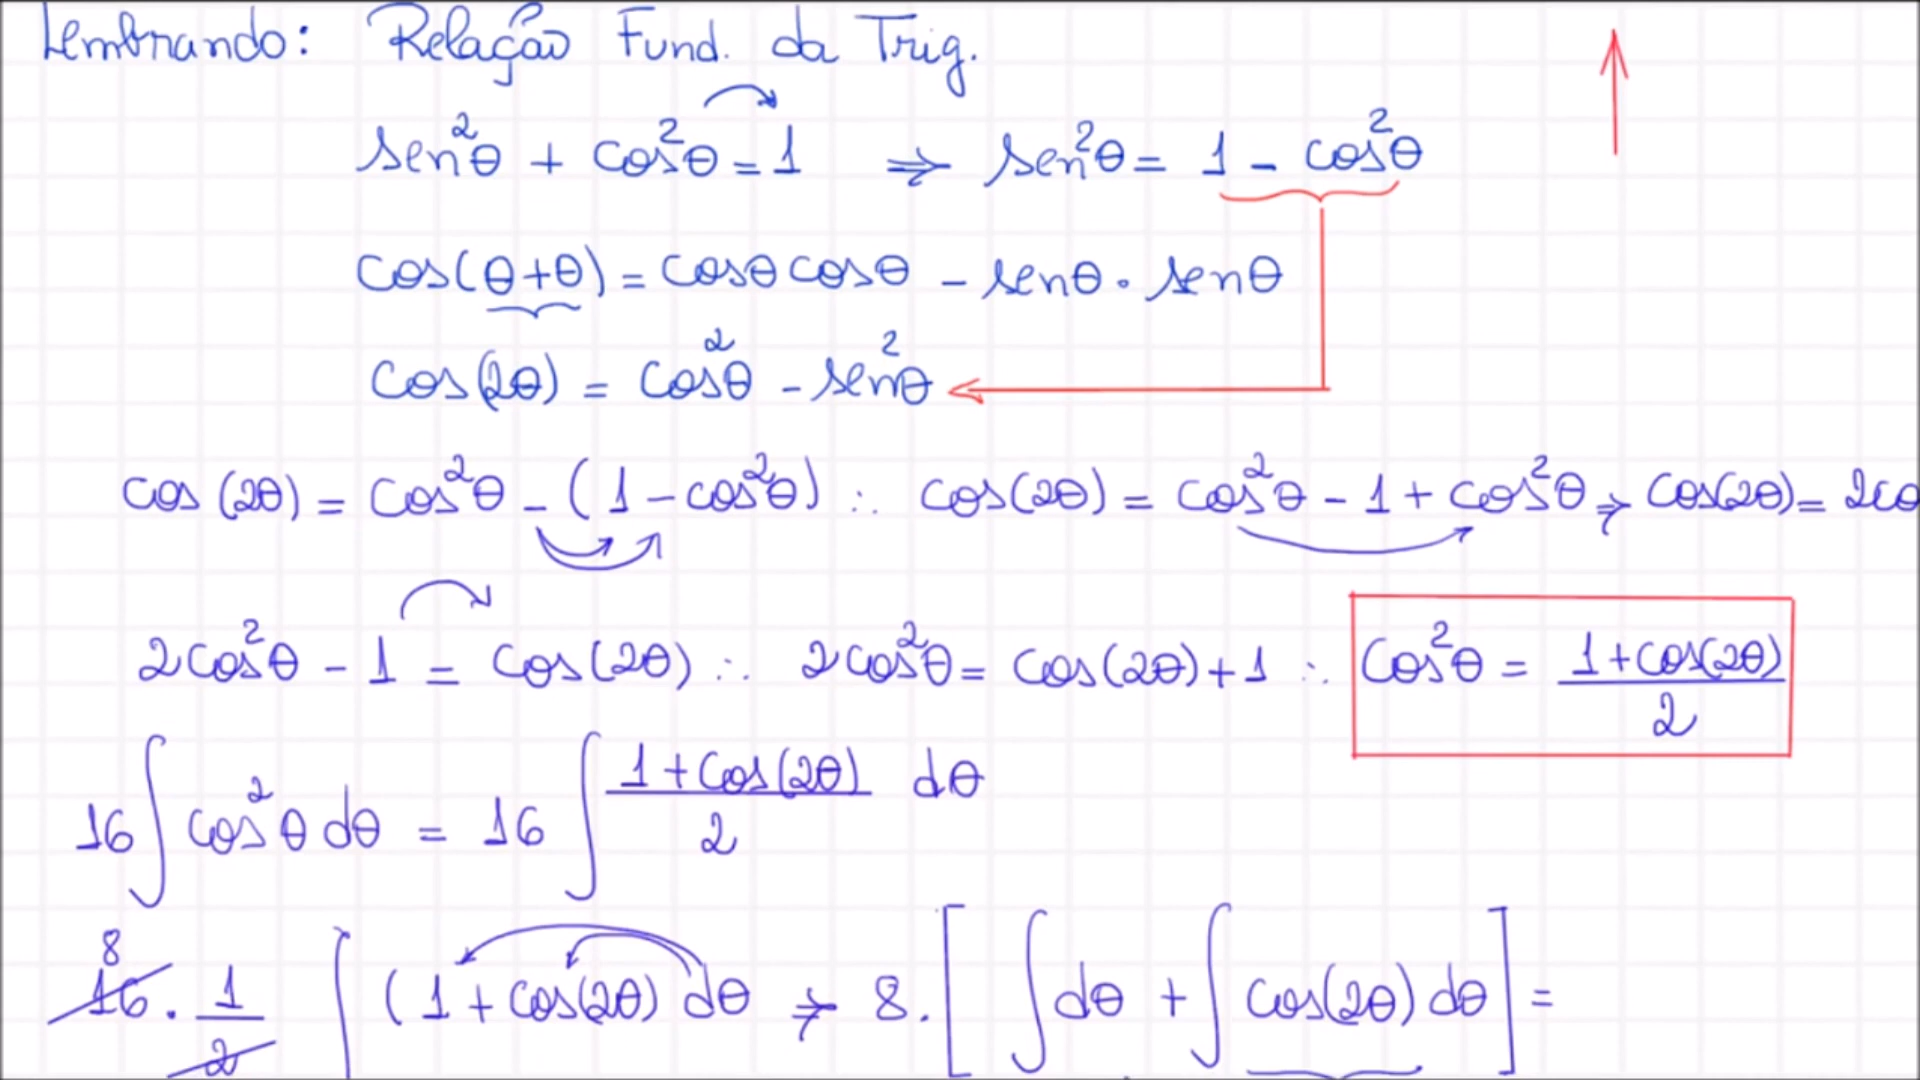 Lembrando: Relação Fund. da Trig.
sen²θ + cos²θ = 1 ⇒ sen²θ = 1 - cos²θ
cos(θ+θ) = cosθ cosθ - senθ · senθ
cos(2θ) = cos²θ - sen²θ
cos(2θ) = cos²θ - (1 - cos²θ) ∴ cos(2θ) = cos²θ - 1 + cos²θ ⇒ cos(2θ) = 2co
2cos²θ - 1 = cos(2θ) ∴ 2cos²θ = cos(2θ) + 1 ∴ cos²θ = (1+cos(2θ))/2
16 ∫ cos²θ dθ = 16 ∫ (1+cos(2θ))/2 dθ
8
16 · 1/2 ∫ (1 + cos(2θ) dθ ⇒ 8 · [ ∫ dθ + ∫ cos(2θ) dθ ] =